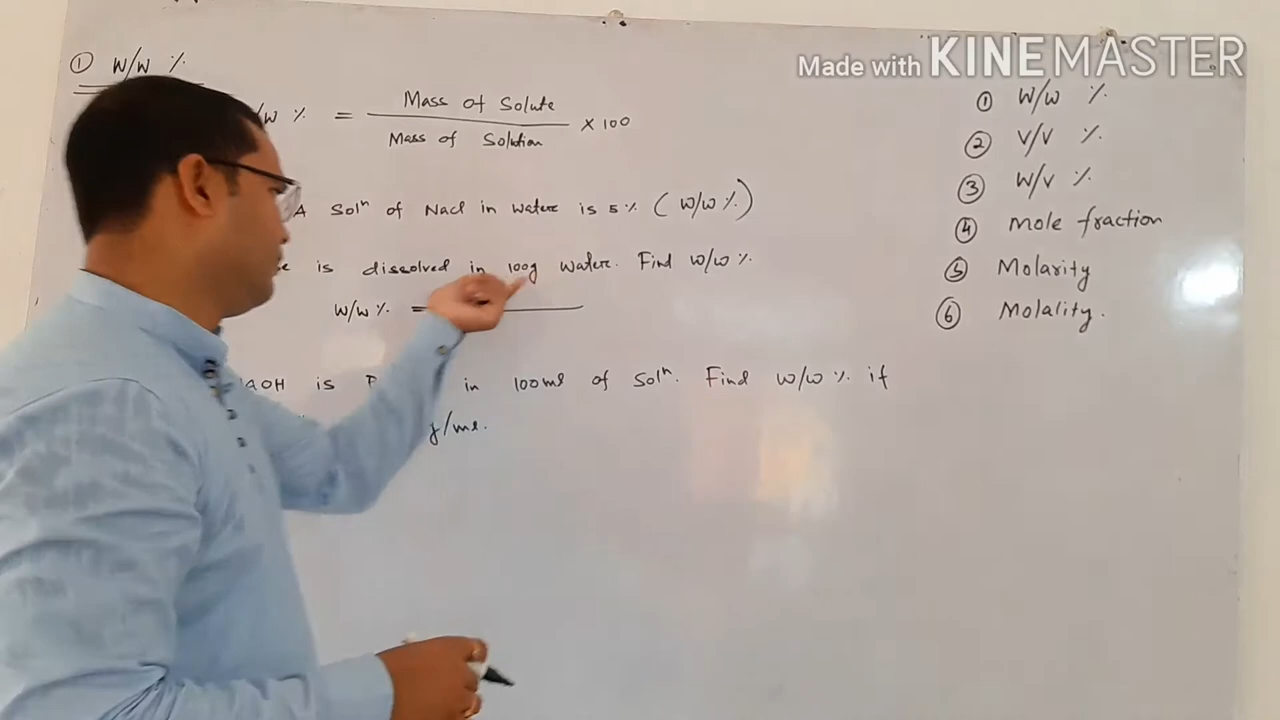 Made with KINEMASTER
① W/W %
W % = Mass of Solute
Mass of Solution × 100
A Solⁿ of Nacl in water is 5% (W/W %)
is dissolved in 100g water. Find W/W %
W/W % =
AOH is in 100ml of Solⁿ. Find W/W % if
g/ml.
① W/W %
② V/V %
③ W/V %
④ Mole fraction
⑤ Molarity
⑥ Molality.